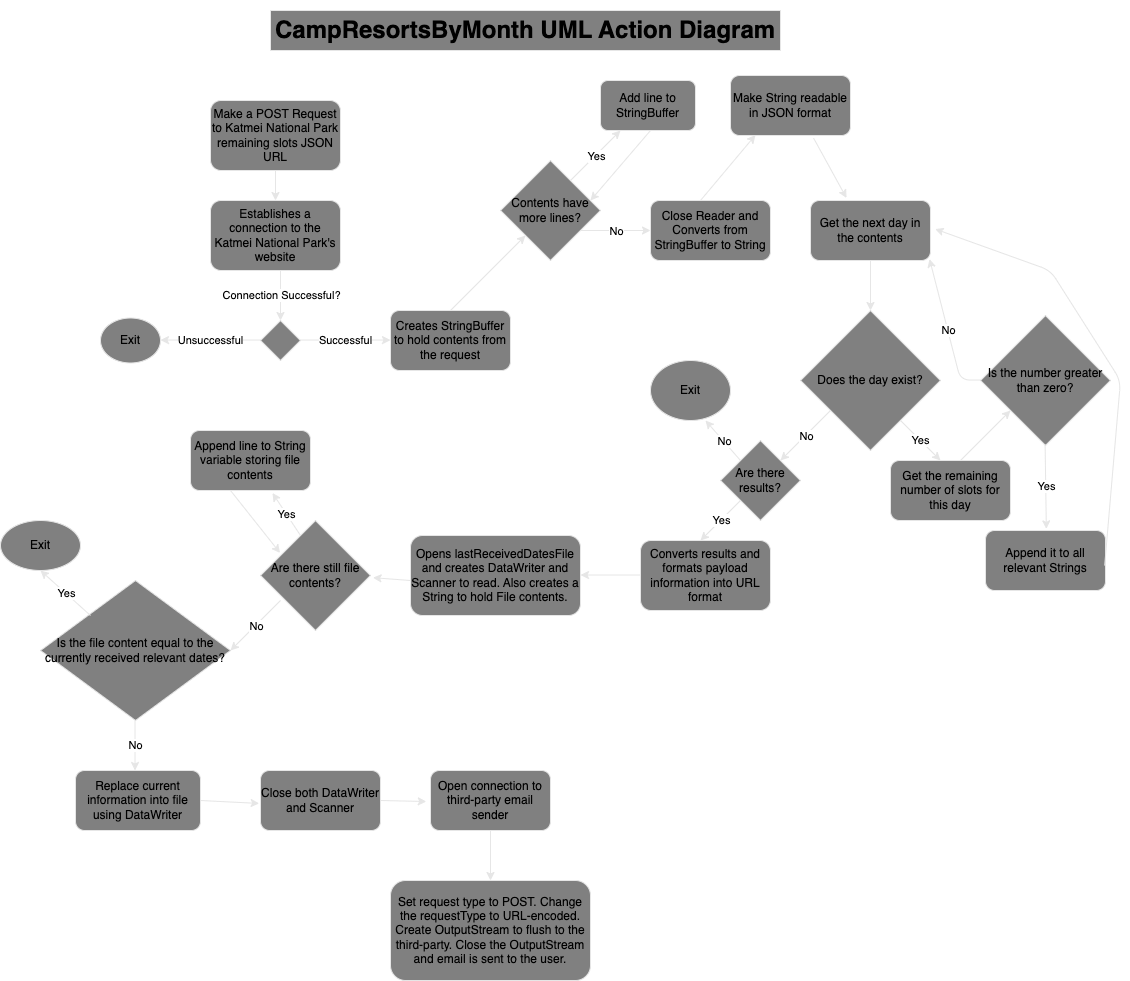 CampResortsByMonth UML Action Diagram
Make a POST Request
to Katmei National Park
remaining slots JSON
URL
Establishes a
connection to the
Katmei National Park's
website
Connection Successful?
Exit
Unsuccessful
Successful
Creates StringBuffer
to hold contents from
the request
Contents have
more lines?
Yes
Add line to
StringBuffer
No
Close Reader and
Converts from
StringBuffer to String
Make String readable
in JSON format
Get the next day in
the contents
Does the day exist?
Yes
Get the remaining
number of slots for
this day
Is the number greater
than zero?
No
Yes
Append it to all
relevant Strings
No
Are there
results?
No
Exit
Yes
Converts results and
formats payload
information into URL
format
Opens lastReceivedDatesFile
and creates DataWriter and
Scanner to read. Also creates a
String to hold File contents.
Are there still file
contents?
Yes
Append line to String
variable storing file
contents
No
Is the file content equal to the
currently received relevant dates?
Yes
Exit
No
Replace current
information into file
using DataWriter
Close both DataWriter
and Scanner
Open connection to
third-party email
sender
Set request type to POST. Change
the requestType to URL-encoded.
Create OutputStream to flush to the
third-party. Close the OutputStream
and email is sent to the user.